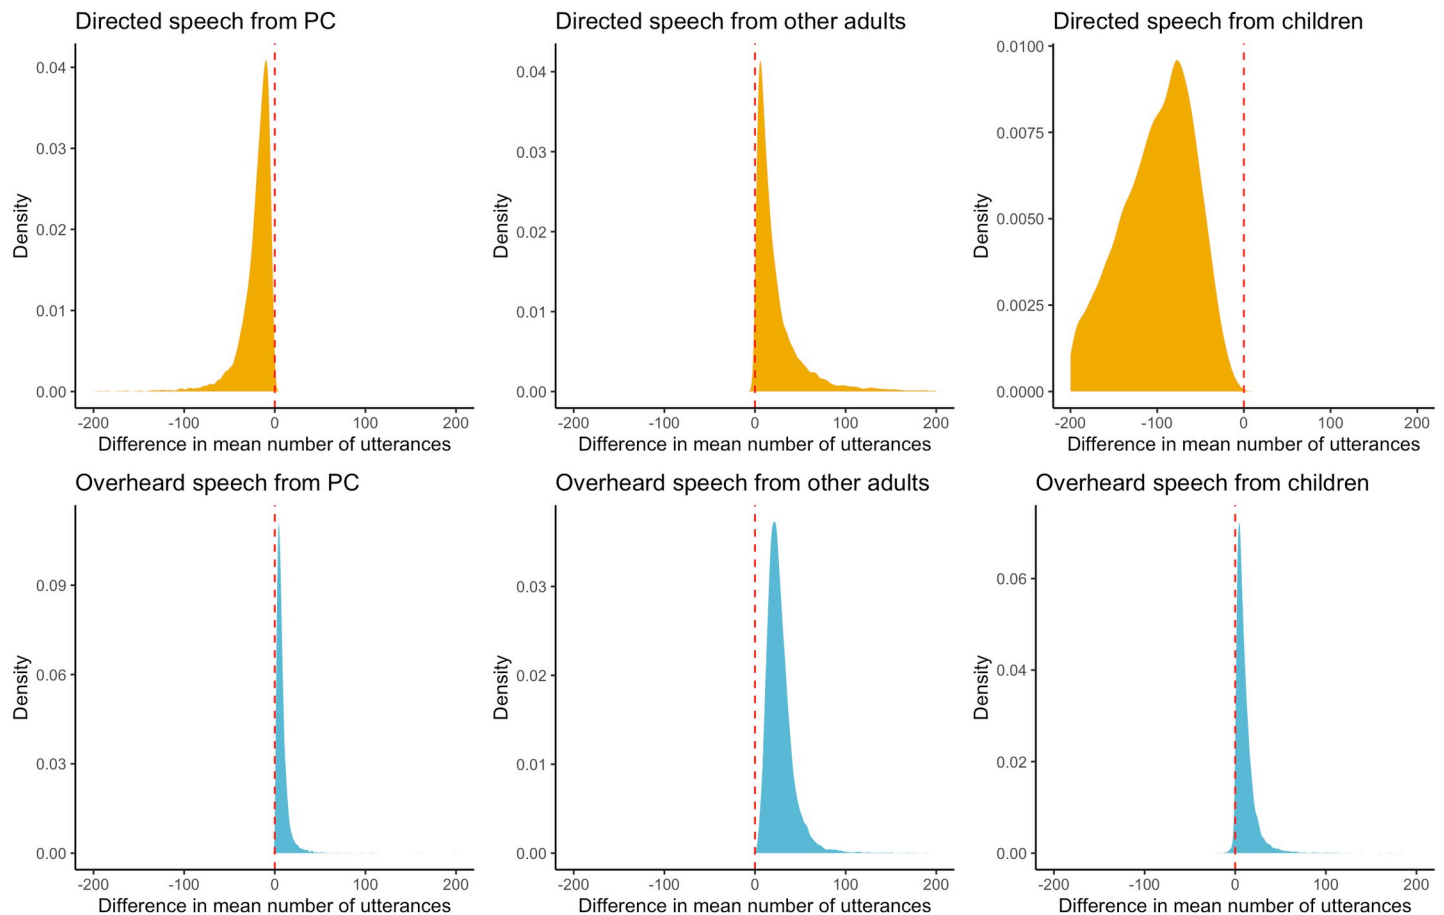 Directed speech from PC
Directed speech from other adults
Directed speech from children
Density
0.04
0.03
0.02
0.01
0.00
-200 -100 0 100 200
Difference in mean number of utterances
Density
0.04
0.03
0.02
0.01
0.00
-200 -100 0 100 200
Difference in mean number of utterances
Density
0.0100
0.0075
0.0050
0.0025
0.0000
-200 -100 0 100 200
Difference in mean number of utterances
Overheard speech from PC
Overheard speech from other adults
Overheard speech from children
Density
0.09
0.06
0.03
0.00
-200 -100 0 100 200
Difference in mean number of utterances
Density
0.03
0.02
0.01
0.00
-200 -100 0 100 200
Difference in mean number of utterances
Density
0.06
0.04
0.02
0.00
-200 -100 0 100 200
Difference in mean number of utterances